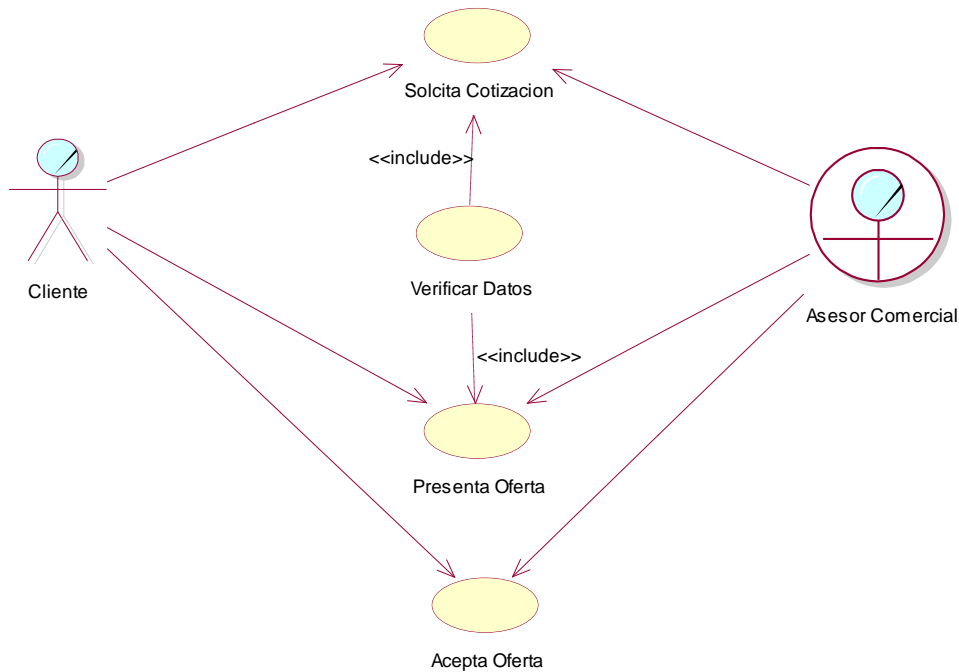 Solcita Cotizacion
<<include>>
Cliente
Verificar Datos
Asesor Comercial
<<include>>
Presenta Oferta
Acepta Oferta